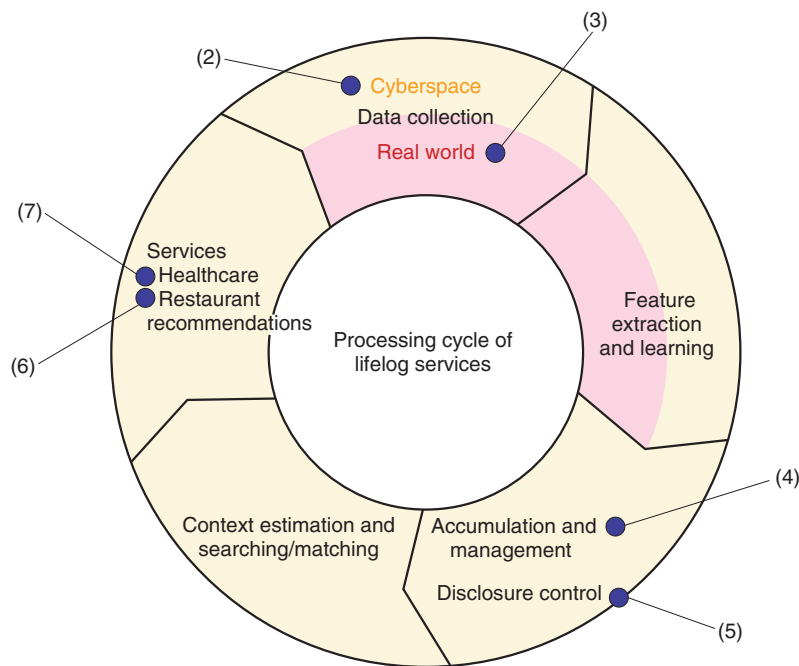 (3)
(2)
Cyberspace
Data collection
Real world
(7)
Services
Healthcare
Restaurant
recommendations
(6)
Feature
extraction
and learning
Processing cycle of
lifelog services
(4)
Context estimation and
searching/matching
Accumulation and
management
Disclosure control
(5)